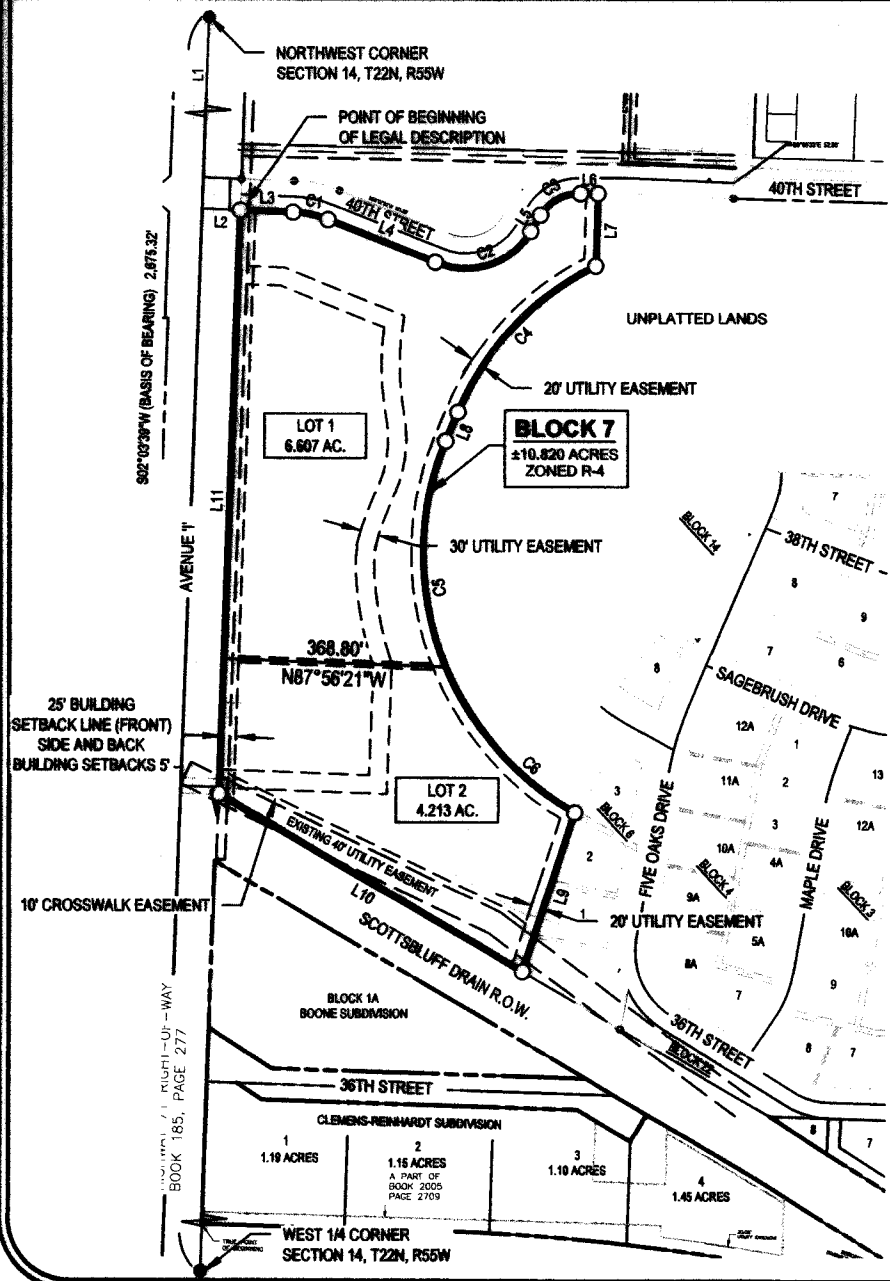 NORTHWEST CORNER
SECTION 14, T22N, R55W
L1
POINT OF BEGINNING
OF LEGAL DESCRIPTION
L3
C1
L2
40TH STREET
L4
C2
L5
C3
L6
L7
40TH STREET
S02°03'39"W (BASIS OF BEARING) 2,675.32'
UNPLATTED LANDS
C4
20' UTILITY EASEMENT
LOT 1
6.607 AC.
L8
BLOCK 7
±10.820 ACRES
ZONED R-4
L11
AVENUE "I"
30' UTILITY EASEMENT
C5
BLOCK 14
7
38TH STREET
8
9
7
6
8
SAGEBRUSH DRIVE
368.80'
N87°56'21"W
25' BUILDING
SETBACK LINE (FRONT)
SIDE AND BACK
BUILDING SETBACKS 5'
C6
12A
1
11A
2
13
3
BLOCK 6
3
12A
10A
4A
2
LOT 2
4.213 AC.
EXISTING 40' UTILITY EASEMENT
FIVE OAKS DRIVE
BLOCK 4
MAPLE DRIVE
BLOCK 3
9A
10A
10' CROSSWALK EASEMENT
L10
L9
1
20' UTILITY EASEMENT
5A
8A
9
7
SCOTTSBLUFF DRAIN R.O.W.
BLOCK 1A
BOONE SUBDIVISION
36TH STREET
8
7
36TH STREET
RIGHT-OF-WAY
BOOK 185, PAGE 277
CLEMENS-REINHARDT SUBDIVISION
8
7
1
1.19 ACRES
2
1.15 ACRES
A PART OF
BOOK 2005
PAGE 2709
3
1.19 ACRES
4
1.45 ACRES
TRUE POINT
OF BEGINNING
WEST 1/4 CORNER
SECTION 14, T22N, R55W